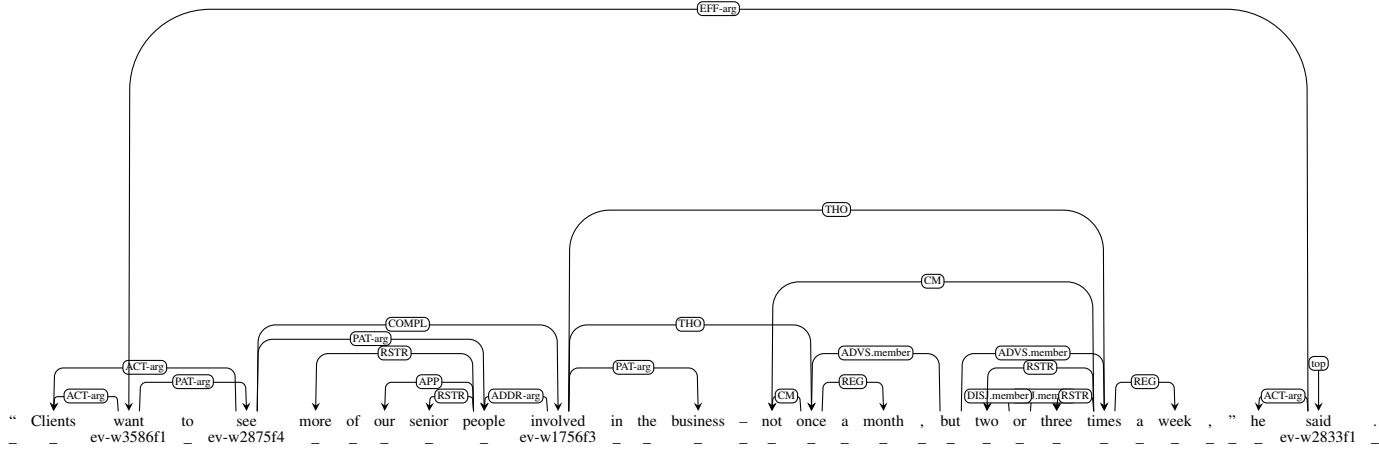 EFF-arg
THO
CM
COMPL THO
PAT-arg
RSTR ADVS.member ADVS.member
top
ACT-arg PAT-arg RSTR
PAT-arg APP REG REG
ACT-arg RSTR ADDR-arg CM DISJ.member RSTR ACT-arg
“ Clients want to see more of our senior people involved in the business – not once a month , but two or three times a week , ” he said .
_ _ ev-w3586f1 _ ev-w2875f4 _ _ _ _ _ ev-w1756f3 _ _ _ _ _ _ _ _ _ _ _ _ _ _ _ _ _ _ _ ev-w2833f1 _